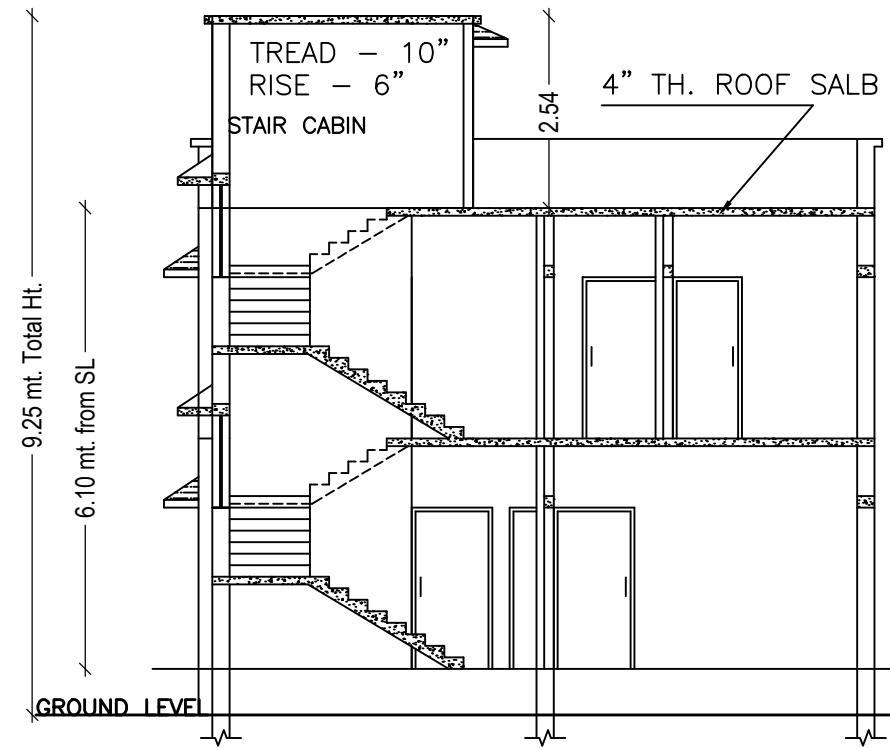 TREAD – 10”
RISE – 6”
STAIR CABIN
4” TH. ROOF SALB
2.54
9.25 mt. Total Ht.
6.10 mt. from SL
GROUND LEVEL